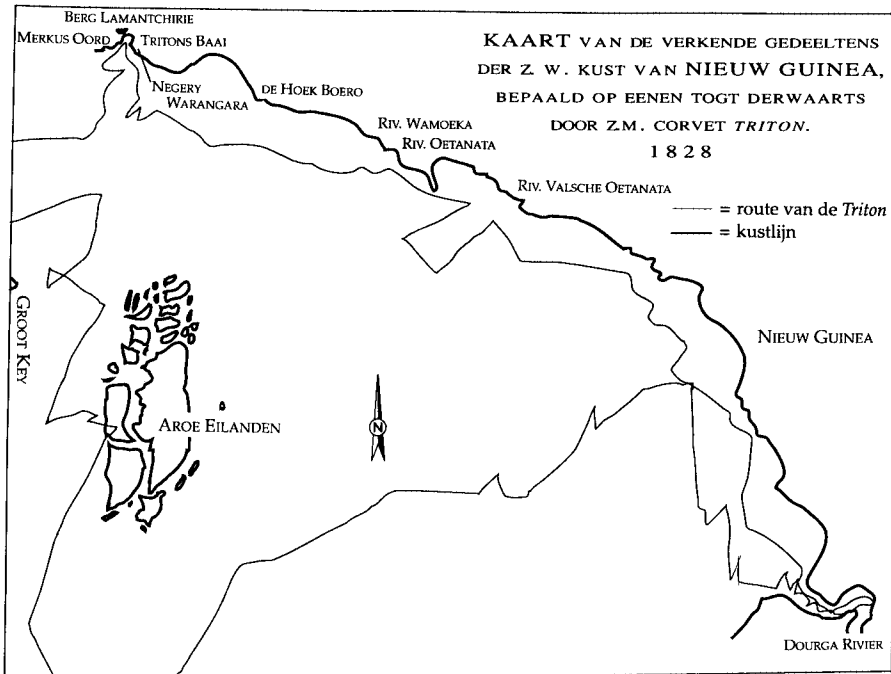 BERG LAMANTCHIRIE
MERKUS OORD
TRITONS BAAI
NEGERY
WARANGARA
DE HOEK BOERO
RIV. WAMOEKA
RIV. OETANATA
RIV. VALSCHE OETANATA
KAART VAN DE VERKENDE GEDEELTENS
DER Z. W. KUST VAN NIEUW GUINEA,
BEPAALD OP EENEN TOGT DERWAARTS
DOOR Z.M. CORVET TRITON.
1828
= route van de Triton
= kustlijn
GROOT KEY
NIEUW GUINEA
AROE EILANDEN
N
DOURGA RIVIER